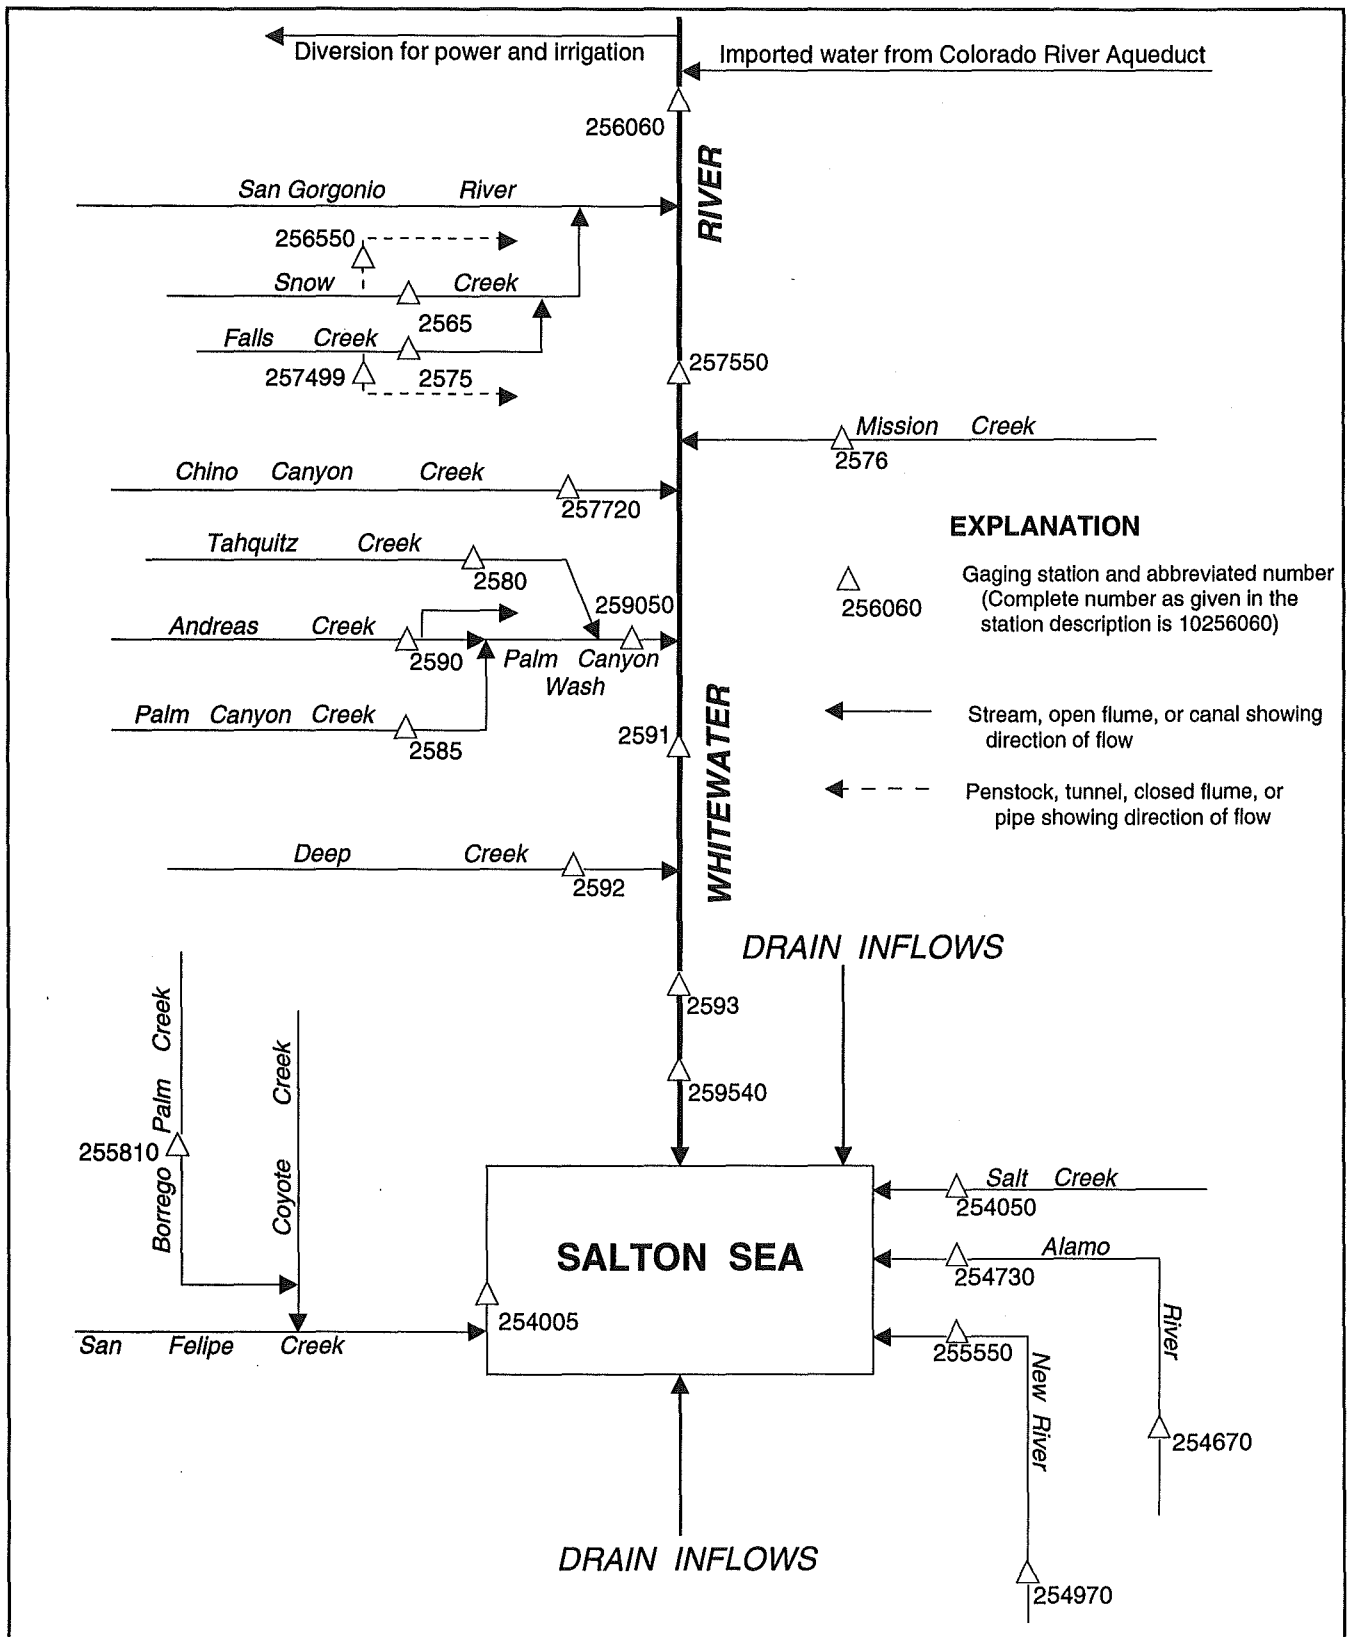 Diversion for power and irrigation
Imported water from Colorado River Aqueduct
256060
RIVER
San Gorgonio River
256550
Snow Creek
2565
Falls Creek
257499
2575
257550
Mission Creek
2576
Chino Canyon Creek
257720
Tahquitz Creek
2580
259050
Andreas Creek
2590
Palm Canyon
Wash
Palm Canyon Creek
2585
2591
WHITEWATER
Deep Creek
2592
EXPLANATION
256060
Gaging station and abbreviated number
(Complete number as given in the
station description is 10256060)
Stream, open flume, or canal showing
direction of flow
Penstock, tunnel, closed flume, or
pipe showing direction of flow
DRAIN INFLOWS
2593
259540
Borrego Palm Creek
255810
Coyote Creek
San Felipe Creek
SALTON SEA
254005
Salt Creek
254050
Alamo
River
254730
255550
New River
254670
254970
DRAIN INFLOWS